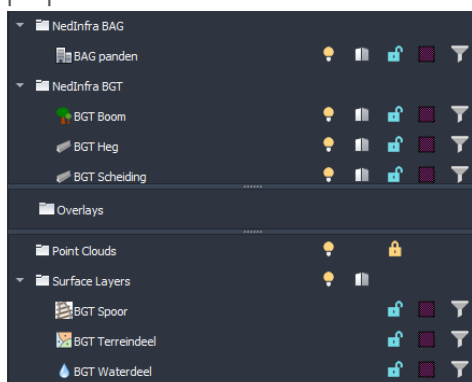 NedInfra BAG
BAG panden
NedInfra BGT
BGT Boom
BGT Heg
BGT Scheiding
Overlays
Point Clouds
Surface Layers
BGT Spoor
BGT Terreindeel
BGT Waterdeel